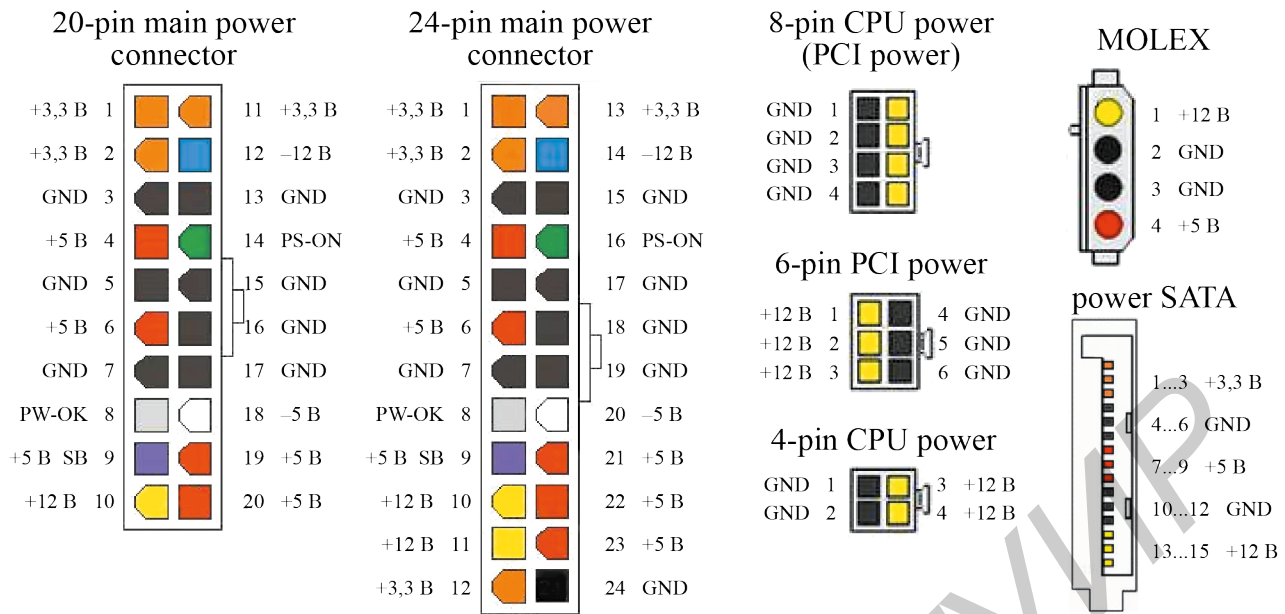 20-pin main power
connector
+3,3 В 1 11 +3,3 В
+3,3 В 2 12 –12 В
GND 3 13 GND
+5 В 4 14 PS-ON
GND 5 15 GND
+5 В 6 16 GND
GND 7 17 GND
PW-OK 8 18 –5 В
+5 В SB 9 19 +5 В
+12 В 10 20 +5 В
24-pin main power
connector
+3,3 В 1 13 +3,3 В
+3,3 В 2 14 –12 В
GND 3 15 GND
+5 В 4 16 PS-ON
GND 5 17 GND
+5 В 6 18 GND
GND 7 19 GND
PW-OK 8 20 –5 В
+5 В SB 9 21 +5 В
+12 В 10 22 +5 В
+12 В 11 23 +5 В
+3,3 В 12 24 GND
8-pin CPU power
(PCI power)
GND 1
GND 2
GND 3
GND 4
6-pin PCI power
+12 В 1 4 GND
+12 В 2 5 GND
+12 В 3 6 GND
4-pin CPU power
GND 1 3 +12 В
GND 2 4 +12 В
MOLEX
1 +12 В
2 GND
3 GND
4 +5 В
power SATA
1...3 +3,3 В
4...6 GND
7...9 +5 В
10...12 GND
13...15 +12 В
УИР